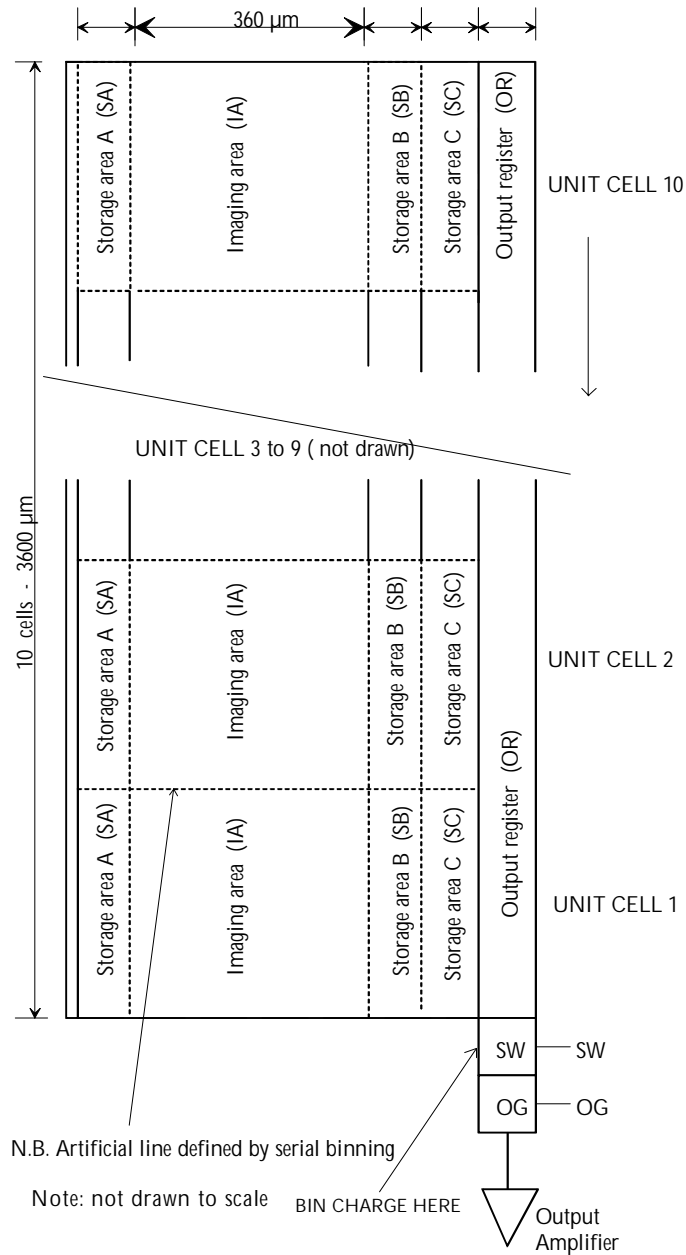 360 µm
Storage area A (SA)
Imaging area (IA)
Storage area B (SB)
Storage area C (SC)
Output register (OR)
UNIT CELL 10
UNIT CELL 3 to 9 ( not drawn)
10 cells - 3600 µm
Storage area A (SA)
Imaging area (IA)
Storage area B (SB)
Storage area C (SC)
UNIT CELL 2
Storage area A (SA)
Imaging area (IA)
Storage area B (SB)
Storage area C (SC)
Output register (OR)
UNIT CELL 1
SW
SW
OG
OG
N.B. Artificial line defined by serial binning
Note: not drawn to scale
BIN CHARGE HERE
Output
Amplifier